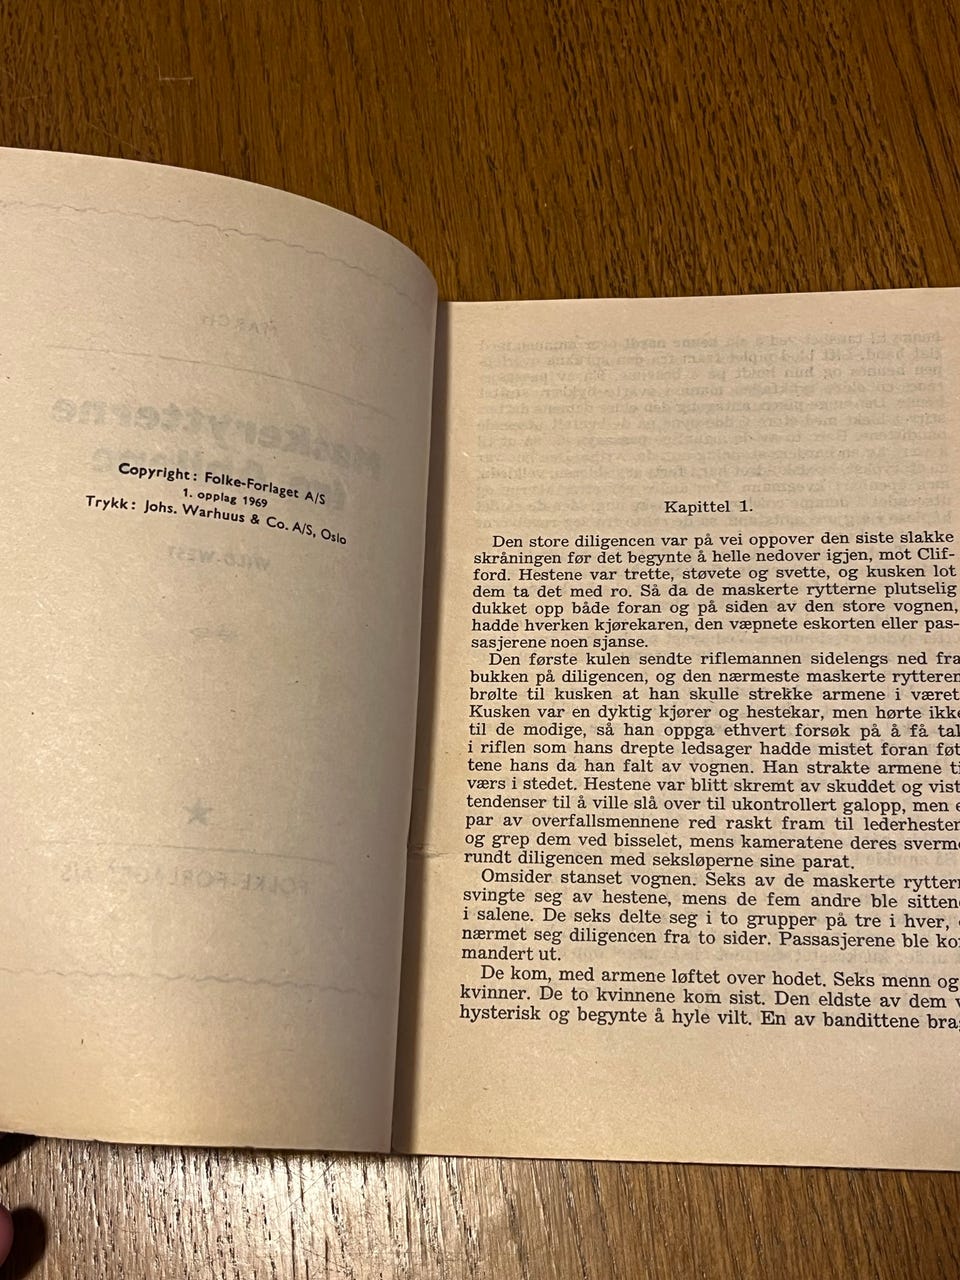 Copyright: Folke-Forlaget A/S
1. opplag 1969
Trykk: Johs. Warhuus & Co. A/S, Oslo
Kapittel 1.
Den store diligencen var på vei oppover den siste slakke
skråningen før det begynte å helle nedover igjen, mot Clif-
ford. Hestene var trette, støvete og svette, og kusken lot
dem ta det med ro. Så da de maskerte rytterne plutselig
dukket opp både foran og på siden av den store vognen,
hadde hverken kjørekaren, den væpnete eskorten eller pas-
sasjerene noen sjanse.
Den første kulen sendte riflemannen sidelengs ned fra
bukken på diligencen, og den nærmeste maskerte rytteren
brølte til kusken at han skulle strekke armene i været.
Kusken var en dyktig kjører og hestekar, men hørte ikke
til de modige, så han oppga ethvert forsøk på å få tak
i riflen som hans drepte ledsager hadde mistet foran føt
tene hans da han falt av vognen. Han strakte armene ti
værs i stedet. Hestene var blitt skremt av skuddet og vist
tendenser til å ville slå over til ukontrollert galopp, men e
par av overfallsmennene red raskt fram til lederhesten
og grep dem ved bisselet, mens kameratene deres sverme
rundt diligencen med seksløperne sine parat.
Omsider stanset vognen. Seks av de maskerte rytter
svingte seg av hestene, mens de fem andre ble sitten
i salene. De seks delte seg i to grupper på tre i hver,
nærmet seg diligencen fra to sider. Passasjerene ble ko
mandert ut.
De kom, med armene løftet over hodet. Seks menn og
kvinner. De to kvinnene kom sist. Den eldste av dem v
hysterisk og begynte å hyle vilt. En av bandittene bra